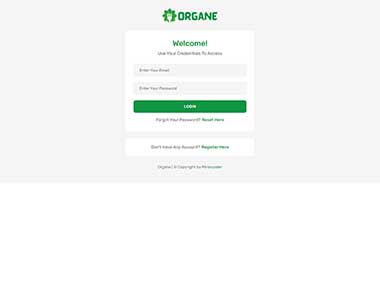 ORGANE
Welcome!
Use Your Credentials To Access
Enter Your Email
Enter Your Password
LOGIN
Forgot Your Password? Reset Here
Don't Have Any Account? Register Here
Organe | © Copyright by